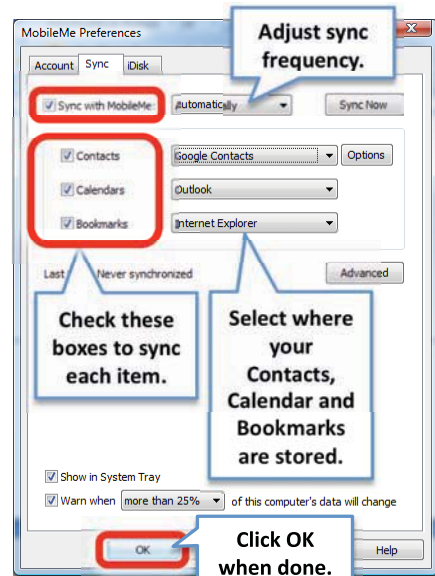 MobileMe Preferences
Adjust sync
frequency.
Account Sync iDisk
Sync with MobileMe: Automatically Sync Now
Contacts Google Contacts Options
Calendars Outlook
Bookmarks Internet Explorer
Last Never synchronized Advanced
Check these
boxes to sync
each item.
Select where
your
Contacts,
Calendar and
Bookmarks
are stored.
Show in System Tray
Warn when more than 25% of this computer's data will change
OK Help
Click OK
when done.